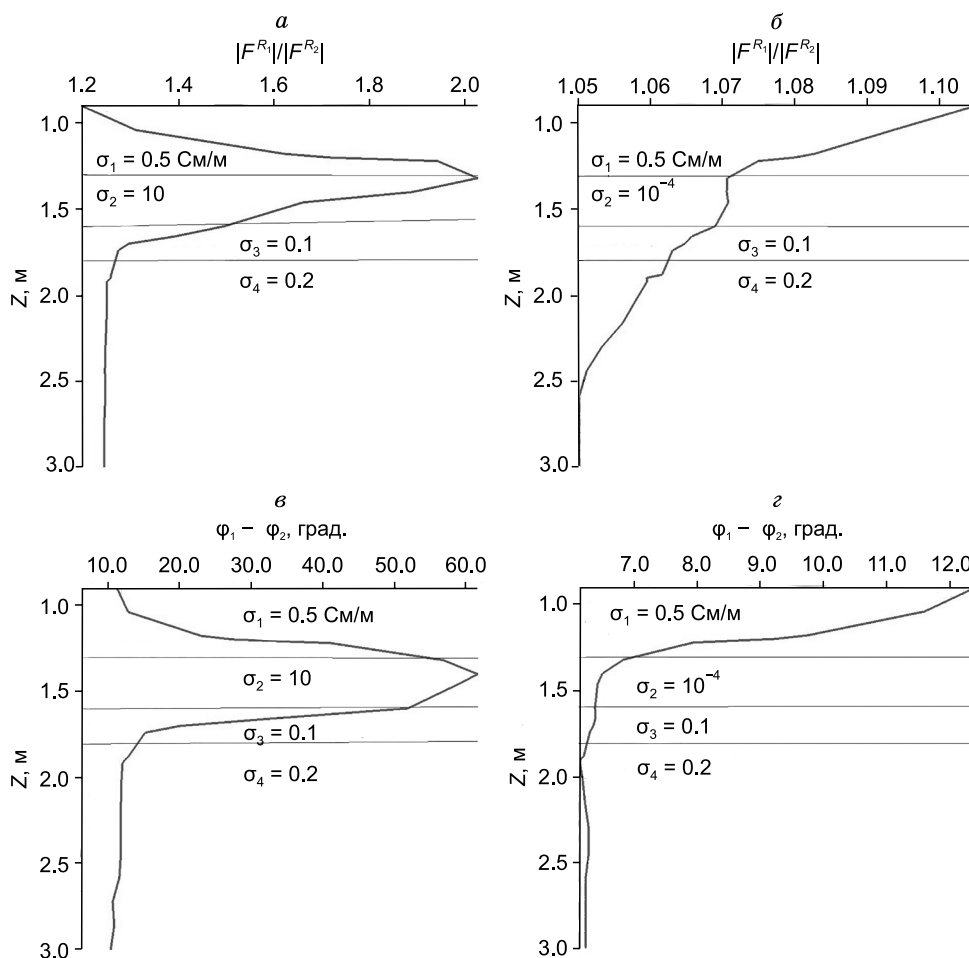 а
|F^R₁|/|F^R₂|
1.2 1.4 1.6 1.8 2.0
1.0
σ₁ = 0.5 См/м
σ₂ = 10
1.5
σ₃ = 0.1
σ₄ = 0.2
2.0
Z, м
2.5
3.0
б
|F^R₁|/|F^R₂|
1.05 1.06 1.07 1.08 1.09 1.10
1.0
σ₁ = 0.5 См/м
σ₂ = 10⁻⁴
1.5
σ₃ = 0.1
σ₄ = 0.2
2.0
Z, м
2.5
3.0
в
φ₁ − φ₂, град.
10.0 20.0 30.0 40.0 50.0 60.0
1.0
σ₁ = 0.5 См/м
σ₂ = 10
1.5
σ₃ = 0.1
σ₄ = 0.2
2.0
Z, м
2.5
3.0
г
φ₁ − φ₂, град.
7.0 8.0 9.0 10.0 11.0 12.0
1.0
σ₁ = 0.5 См/м
σ₂ = 10⁻⁴
1.5
σ₃ = 0.1
σ₄ = 0.2
2.0
Z, м
2.5
3.0